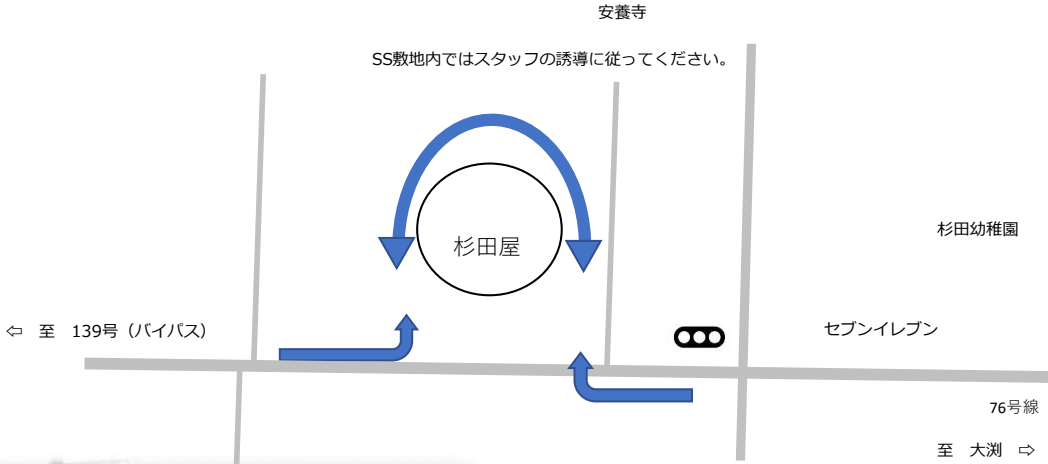 安養寺
SS敷地内ではスタッフの誘導に従ってください。
杉田幼稚園
杉田屋
⇦ 至 139号（バイパス）
セブンイレブン
76号線
至 大渕 ⇨